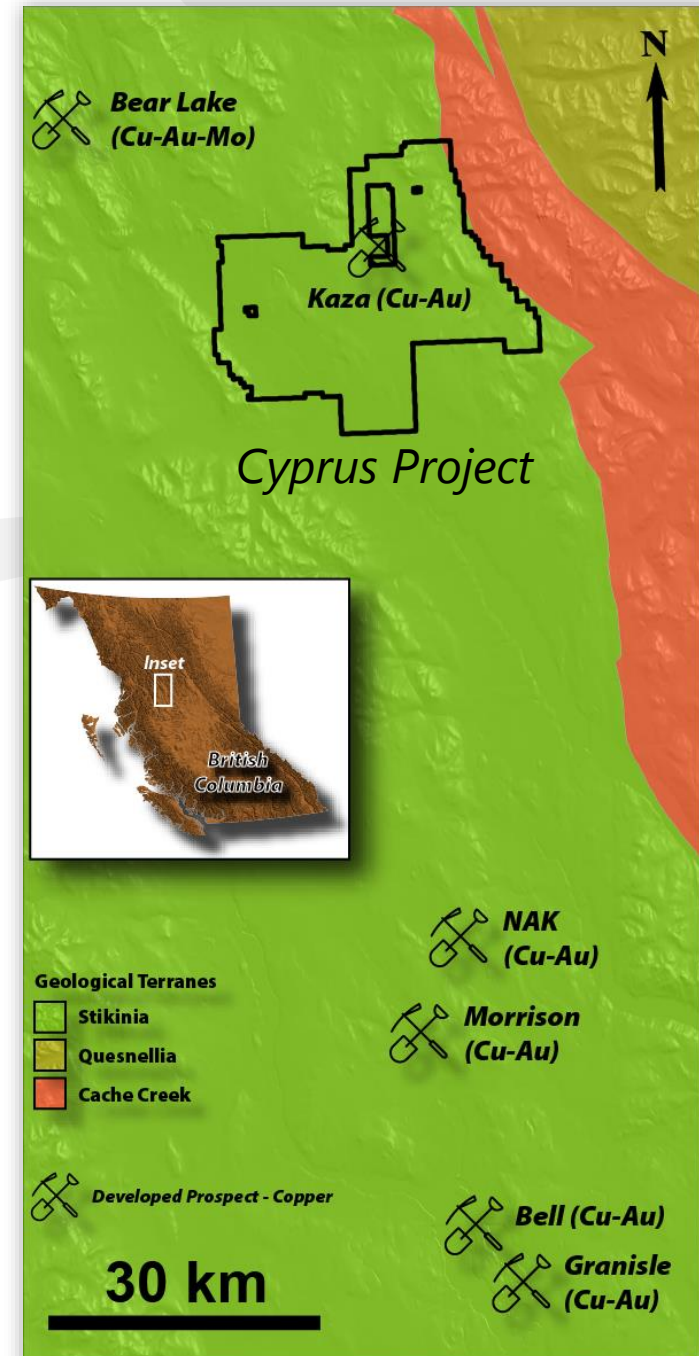 N
Bear Lake
(Cu-Au-Mo)
Kaza (Cu-Au)
Cyprus Project
Inset
British
Columbia
NAK
(Cu-Au)
Geological Terranes
Stikinia
Quesnellia
Cache Creek
Morrison
(Cu-Au)
Developed Prospect - Copper
Bell (Cu-Au)
Granisle
(Cu-Au)
30 km